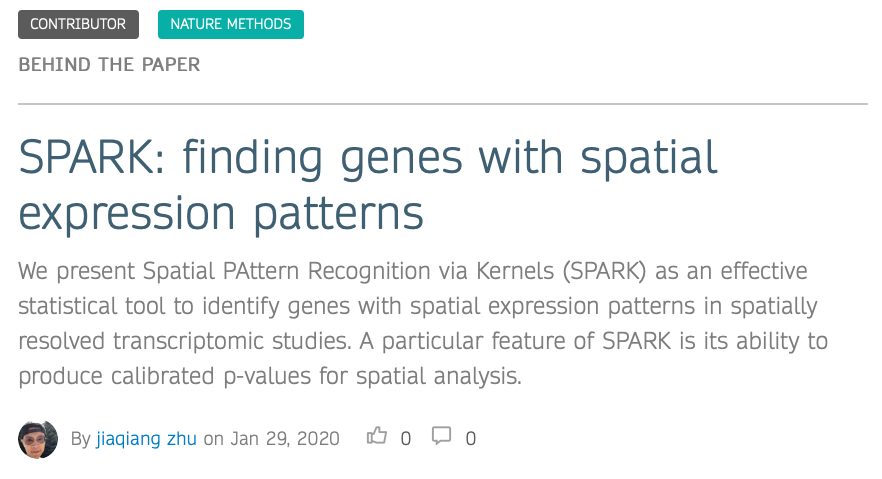 CONTRIBUTOR NATURE METHODS
BEHIND THE PAPER
SPARK: finding genes with spatial
expression patterns
We present Spatial PAttern Recognition via Kernels (SPARK) as an effective
statistical tool to identify genes with spatial expression patterns in spatially
resolved transcriptomic studies. A particular feature of SPARK is its ability to
produce calibrated p-values for spatial analysis.
By jiaqiang zhu on Jan 29, 2020 0 0